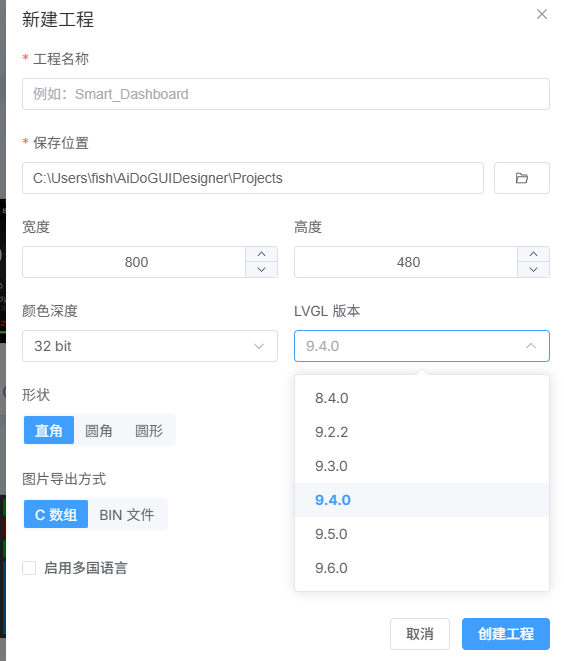 新建工程
* 工程名称
例如：Smart_Dashboard
* 保存位置
C:\Users\fish\AiDoGUIDesigner\Projects
宽度 高度
800 480
颜色深度 LVGL 版本
32 bit 9.4.0
形状
直角 圆角 圆形
图片导出方式
C 数组 BIN 文件
启用多国语言
8.4.0
9.2.2
9.3.0
9.4.0
9.5.0
9.6.0
取消 创建工程